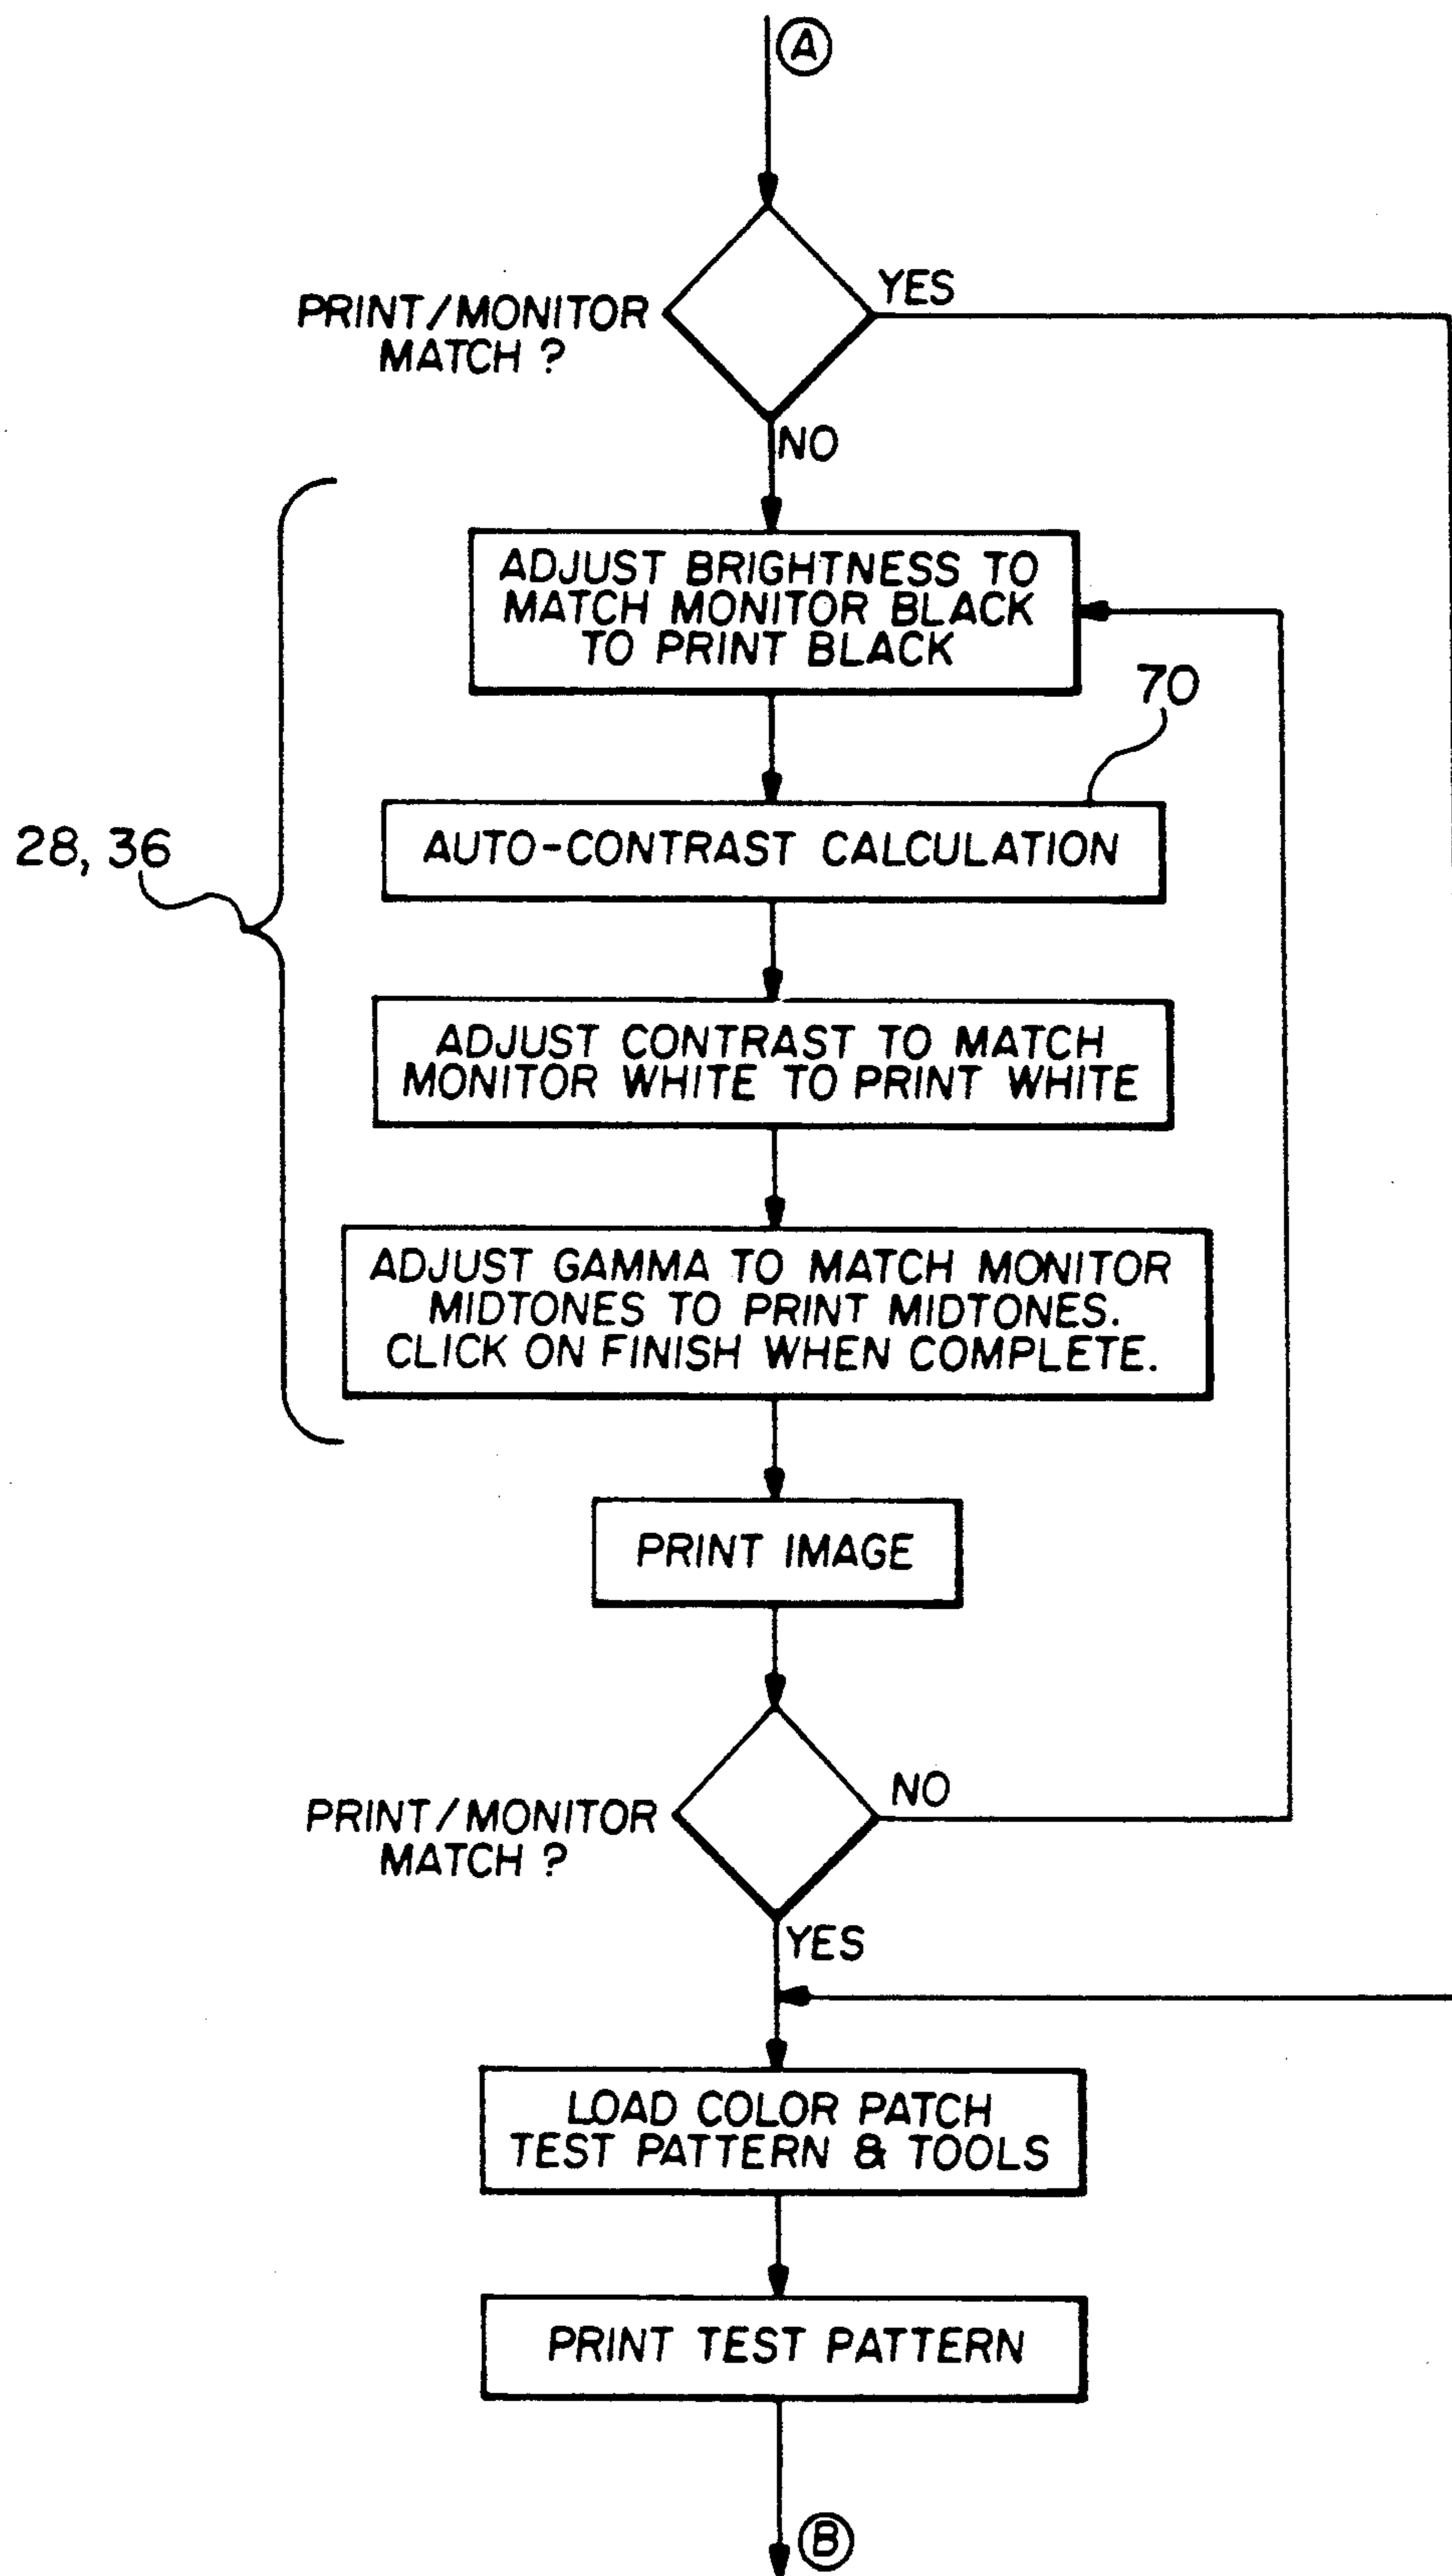 A
YES
PRINT/MONITOR
MATCH ?
NO
ADJUST BRIGHTNESS TO
MATCH MONITOR BLACK
TO PRINT BLACK
70
28, 36
AUTO-CONTRAST CALCULATION
ADJUST CONTRAST TO MATCH
MONITOR WHITE TO PRINT WHITE
ADJUST GAMMA TO MATCH MONITOR
MIDTONES TO PRINT MIDTONES.
CLICK ON FINISH WHEN COMPLETE.
PRINT IMAGE
NO
PRINT/MONITOR
MATCH ?
YES
LOAD COLOR PATCH
TEST PATTERN & TOOLS
PRINT TEST PATTERN
B